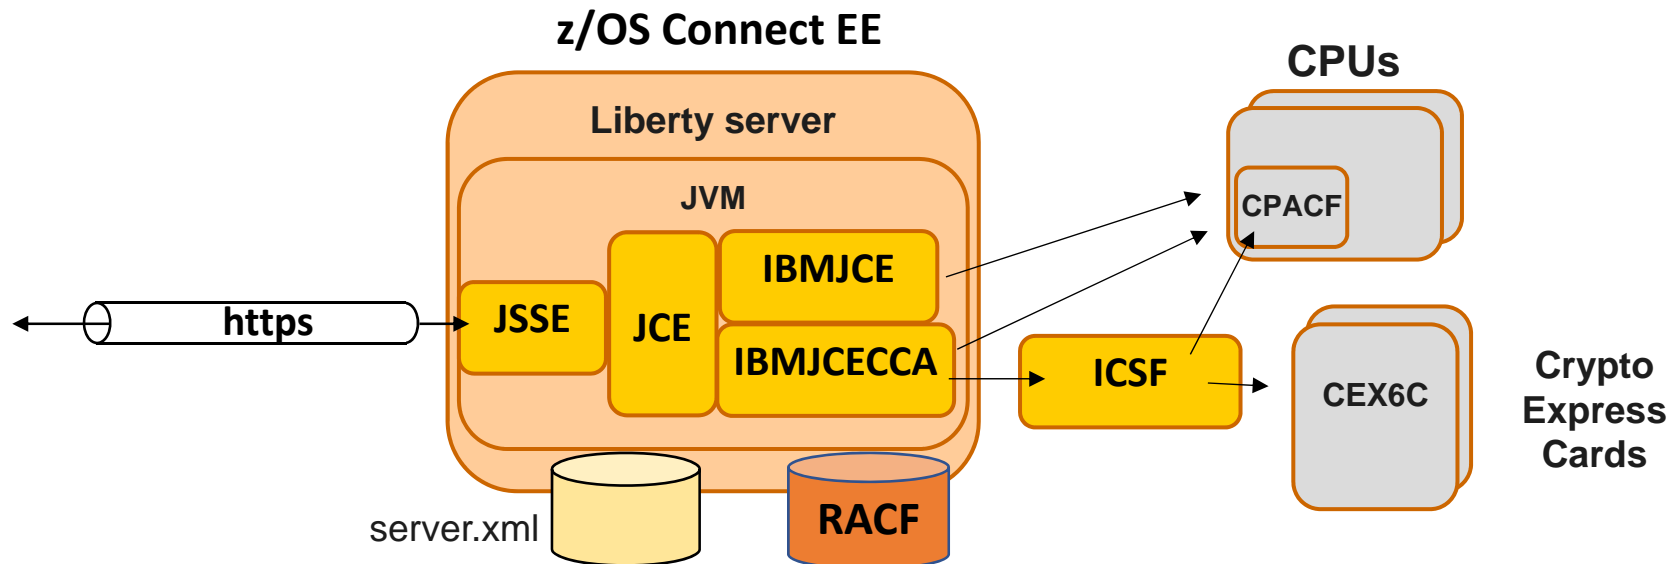 z/OS Connect EE
CPUs
Liberty server
JVM
CPACF
IBMJCE
https
JSSE
JCE
IBMJCECCA
ICSF
CEX6C
Crypto
Express
Cards
server.xml
RACF